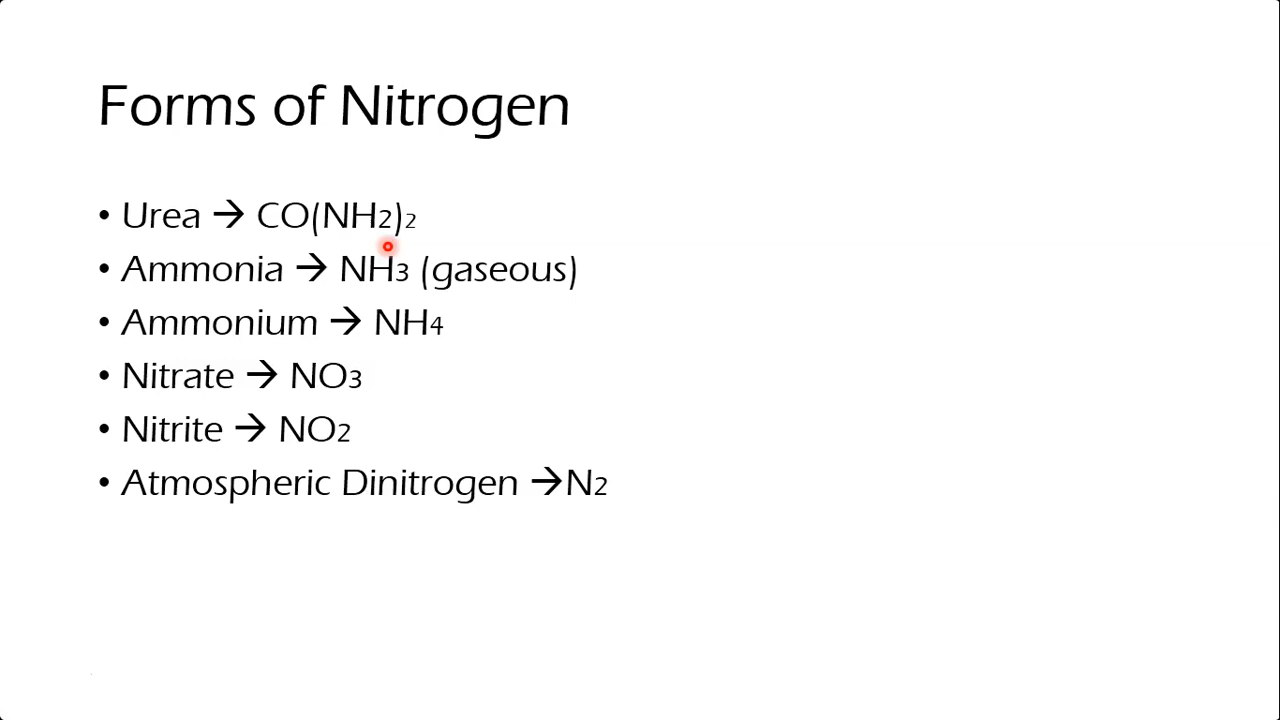 Forms of Nitrogen
• Urea → CO(NH2)2
• Ammonia → NH3 (gaseous)
• Ammonium → NH4
• Nitrate → NO3
• Nitrite → NO2
• Atmospheric Dinitrogen →N2